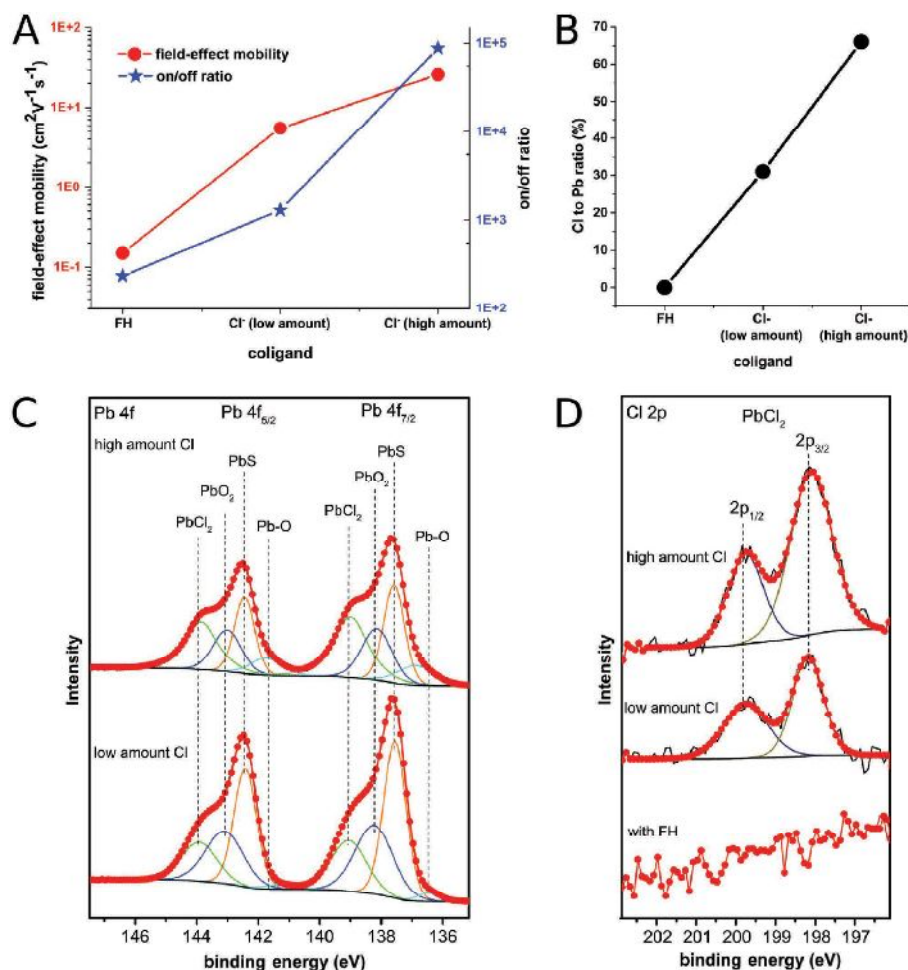 A
field-effect mobility
on/off ratio
field-effect mobility (cm²V⁻¹s⁻¹)
1E+2
1E+1
1E+0
1E-1
on/off ratio
1E+5
1E+4
1E+3
1E+2
FH
Cl⁻ (low amount)
Cl⁻ (high amount)
coligand
B
Cl to Pb ratio (%)
70
60
50
40
30
20
10
0
FH
Cl-
(low amount)
Cl-
(high amount)
coligand
C
Pb 4f
Pb 4f₅/₂
Pb 4f₇/₂
high amount Cl
PbS
PbO₂
PbCl₂
Pb-O
PbS
PbO₂
PbCl₂
Pb-O
low amount Cl
Intensity
146
144
142
140
138
136
binding energy (eV)
D
Cl 2p
PbCl₂
2p₃/₂
2p₁/₂
high amount Cl
low amount Cl
with FH
Intensity
202
201
200
199
198
197
binding energy (eV)